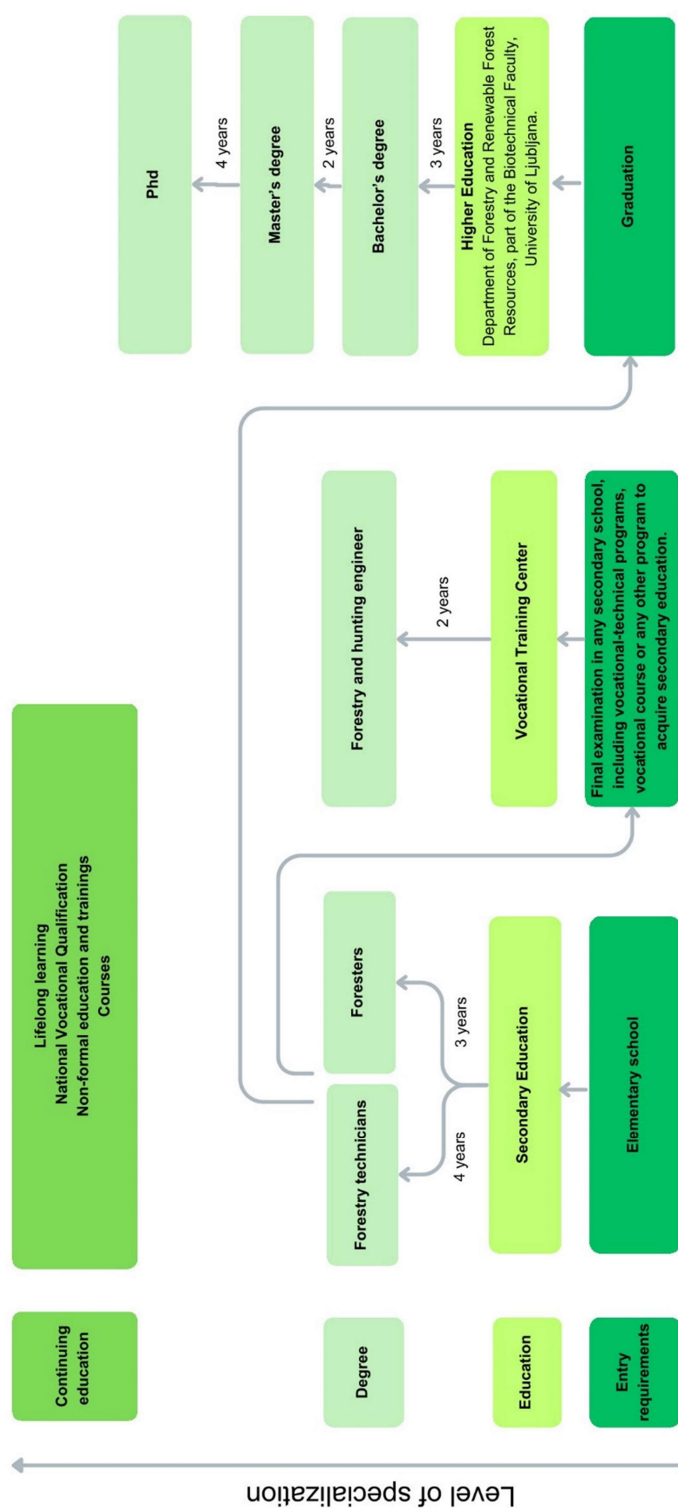 Level of specialization
Continuing
education
Lifelong learning
National Vocational Qualification
Non-formal education and trainings
Courses
Phd
4 years
Master's degree
2 years
Bachelor's degree
3 years
Higher Education
Department of Forestry and Renewable Forest
Resources, part of the Biotechnical Faculty,
University of Ljubljana.
Graduation
Degree
Forestry technicians
Foresters
Forestry and hunting engineer
4 years
3 years
2 years
Education
Secondary Education
Vocational Training Center
Entry
requirements
Elementary school
Final examination in any secondary school,
including vocational-technical programs,
vocational course or any other program to
acquire secondary education.